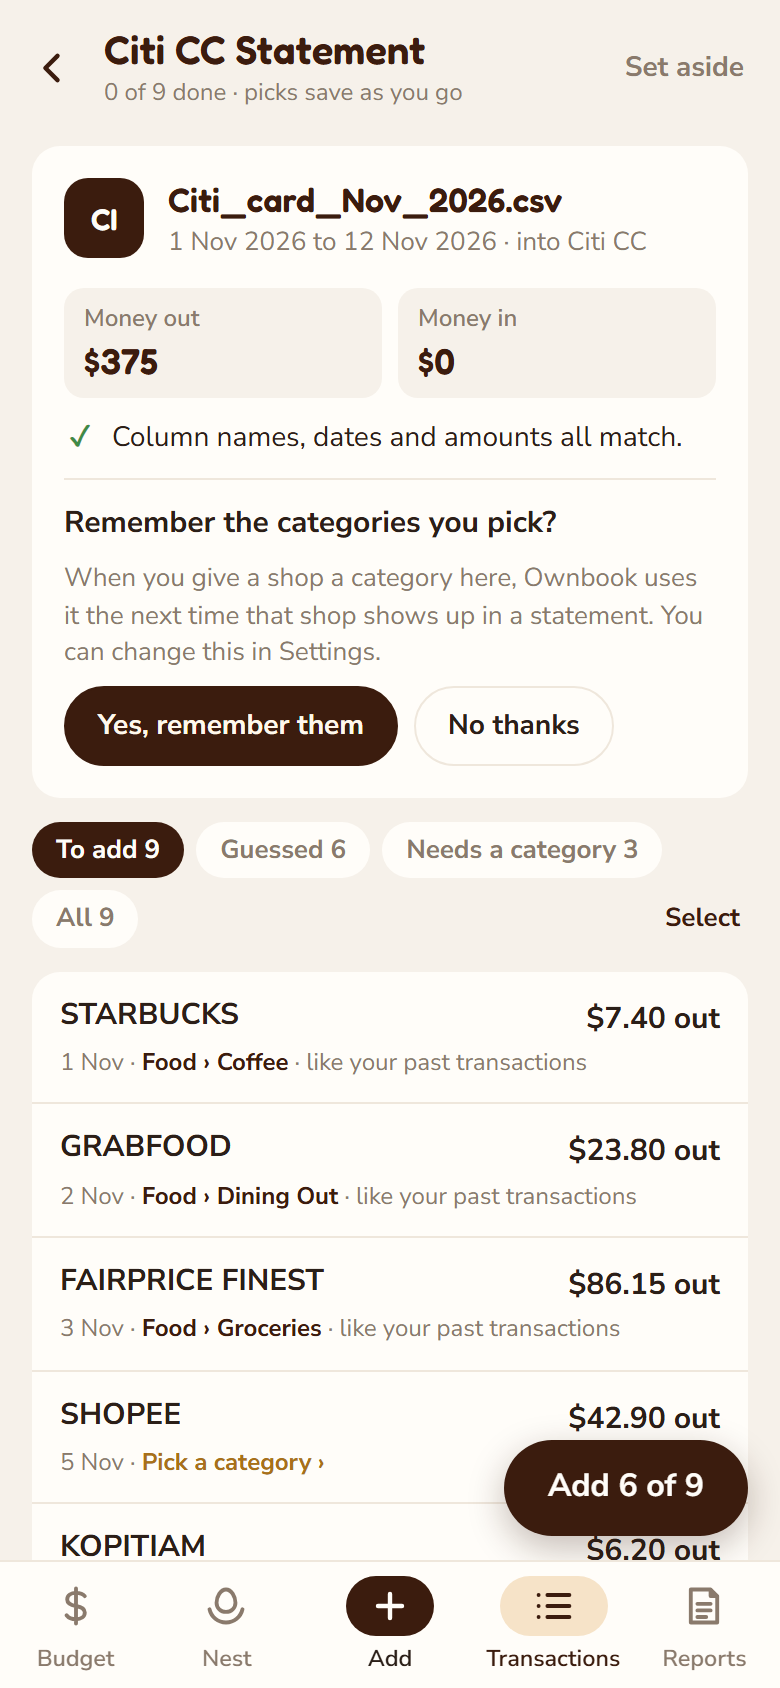 Citi CC Statement
0 of 9 done · picks save as you go
Set aside
CI
Citi_card_Nov_2026.csv
1 Nov 2026 to 12 Nov 2026 · into Citi CC
Money out
$375
Money in
$0
✓ Column names, dates and amounts all match.
Remember the categories you pick?
When you give a shop a category here, Ownbook uses
it the next time that shop shows up in a statement. You
can change this in Settings.
Yes, remember them
No thanks
To add 9
Guessed 6
Needs a category 3
All 9
Select
STARBUCKS
$7.40 out
1 Nov · Food › Coffee · like your past transactions
GRABFOOD
$23.80 out
2 Nov · Food › Dining Out · like your past transactions
FAIRPRICE FINEST
$86.15 out
3 Nov · Food › Groceries · like your past transactions
SHOPEE
$42.90 out
5 Nov · Pick a category ›
Add 6 of 9
KOPITIAM
$6.20 out
Budget
Nest
Add
Transactions
Reports